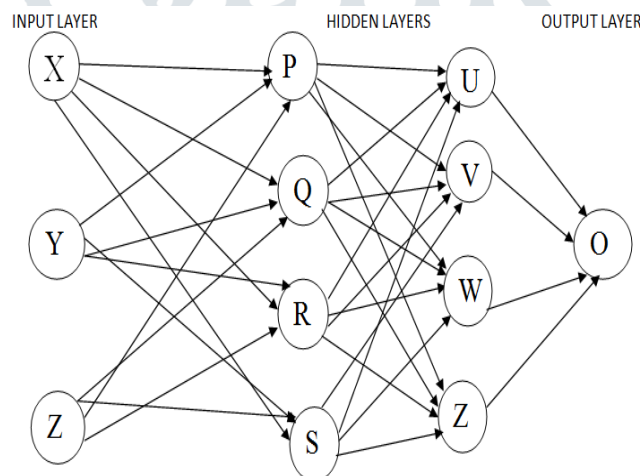 INPUT LAYER HIDDEN LAYERS OUTPUT LAYER
X P U
Q V
Y O
R W
Z S Z